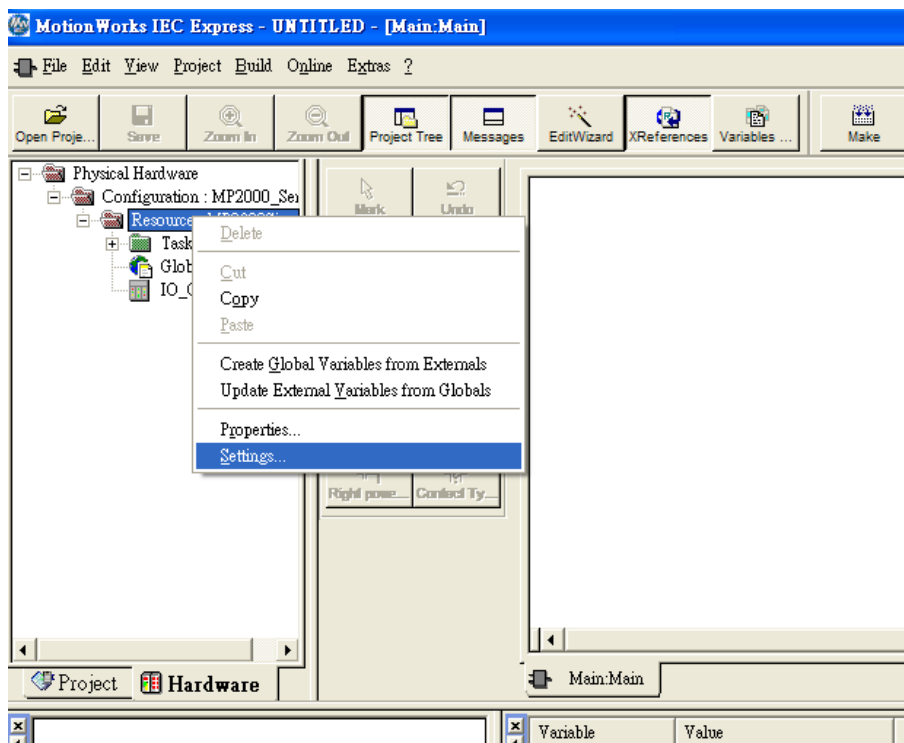 MotionWorks IEC Express - UNTITLED - [Main:Main]
File Edit View Project Build Online Extras ?
Open Proje... Save Zoom In Zoom Out Project Tree Messages EditWizard XReferences Variables ... Make
Physical Hardware
Configuration : MP2000_Ser
Resource
Task
Glob
IO_
Mark Undo
Delete
Cut
Copy
Paste
Create Global Variables from Externals
Update External Variables from Globals
Properties...
Settings...
Right powe... Contact Ty...
Project Hardware
Main:Main
Variable Value